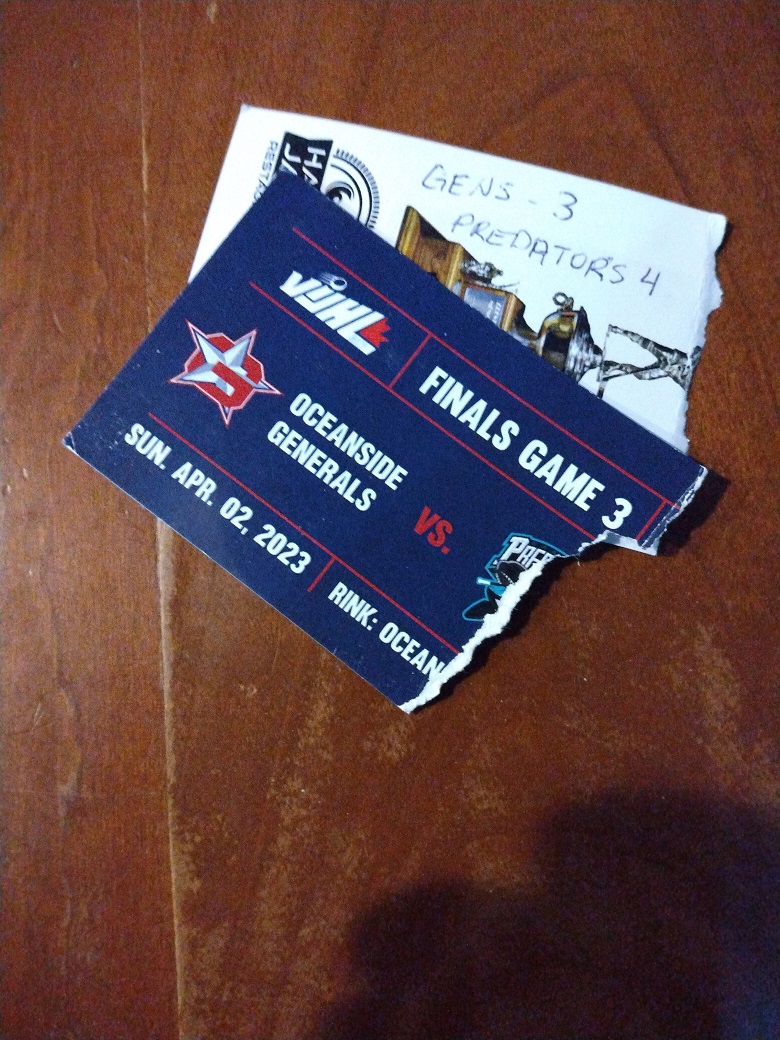 GENS - 3
PREDATORS 4
VIJHL
FINALS GAME 3
OCEANSIDE
GENERALS
VS.
SUN. APR. 02, 2023
RINK: OCEAN